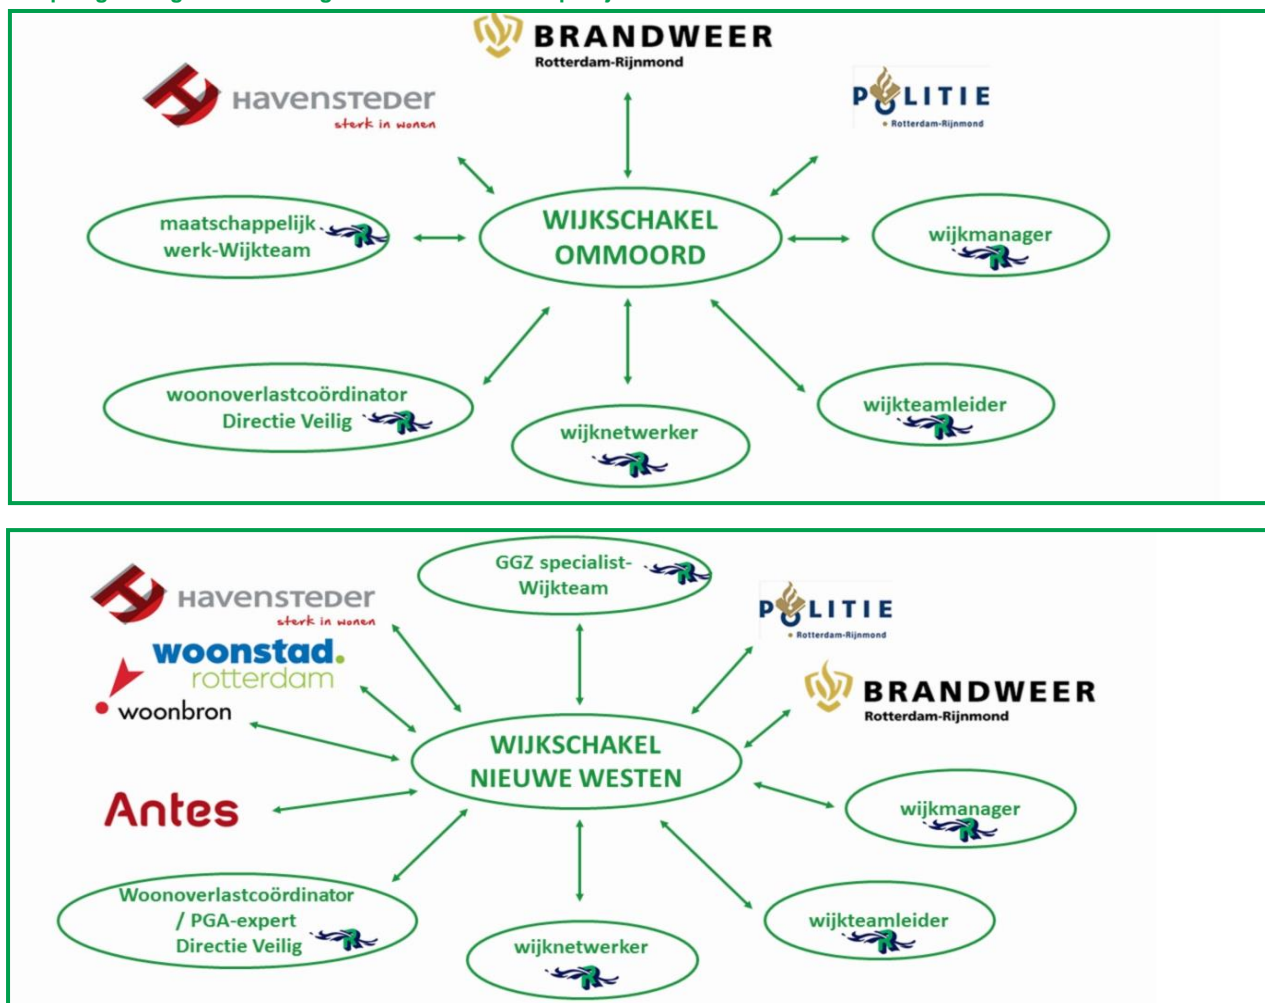 BRANDWEER
Rotterdam-Rijnmond
HAVENSTEDER
sterk in wonen
POLITIE
Rotterdam-Rijnmond
maatschappelijk
werk-Wijkteam
WIJKSCHAKEL
OMMOORD
wijkmanager
woonoverlastcoördinator
Directie Veilig
wijknetwerker
wijkteamleider
GGZ specialist-
Wijkteam
HAVENSTEDER
sterk in wonen
POLITIE
Rotterdam-Rijnmond
woonstad.
rotterdam
woonbron
BRANDWEER
Rotterdam-Rijnmond
WIJKSCHAKEL
NIEUWE WESTEN
Antes
wijkmanager
Woonoverlastcoördinator
/ PGA-expert
Directie Veilig
wijknetwerker
wijkteamleider